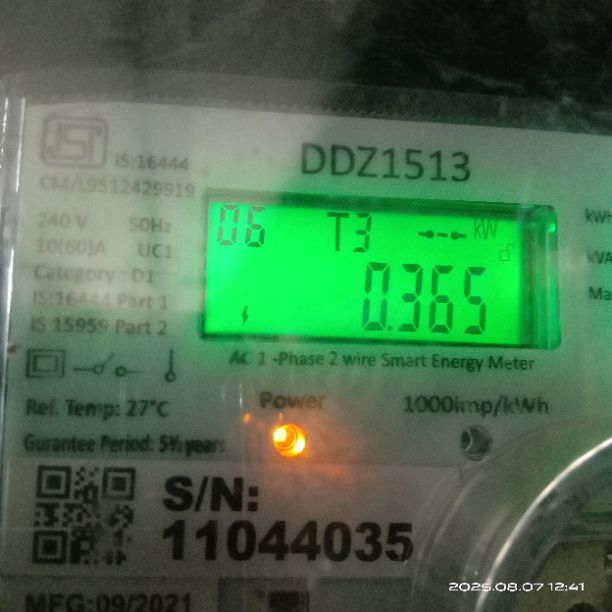 ISI IS:16444
CM/L9512429919
DDZ1513
240 V 50Hz
10(60)A UC1
Category : D1
IS:16444 Part 1
IS 15959 Part 2
06 T3 kW
0.365
kWh
kVA
AC 1 -Phase 2 wire Smart Energy Meter
Ref. Temp: 27°C
Power 1000imp/kWh
Gurantee Period: 5½ years
S/N:
11044035
MFG:09/2021
2025.08.07 12:41